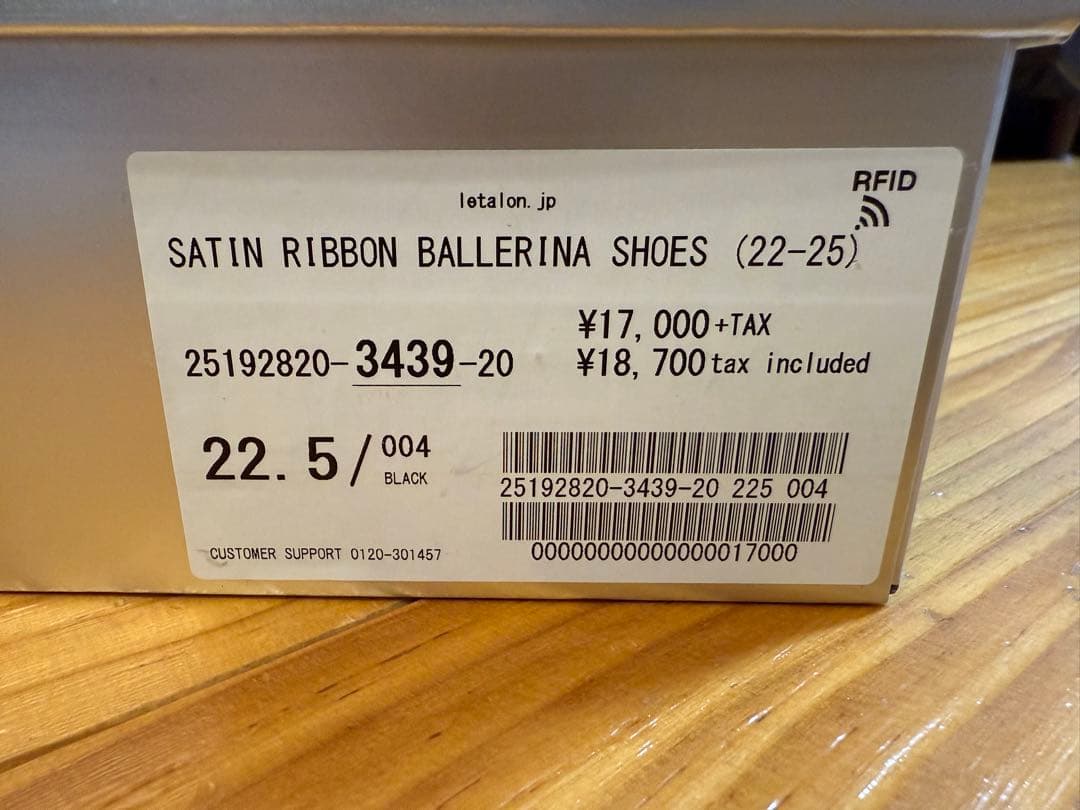 RFID
letalon.jp
SATIN RIBBON BALLERINA SHOES (22-25)
¥17,000+TAX
25192820-3439-20
¥18,700 tax included
22.5/004
BLACK
25192820-3439-20 225 004
CUSTOMER SUPPORT 0120-301457
00000000000000017000